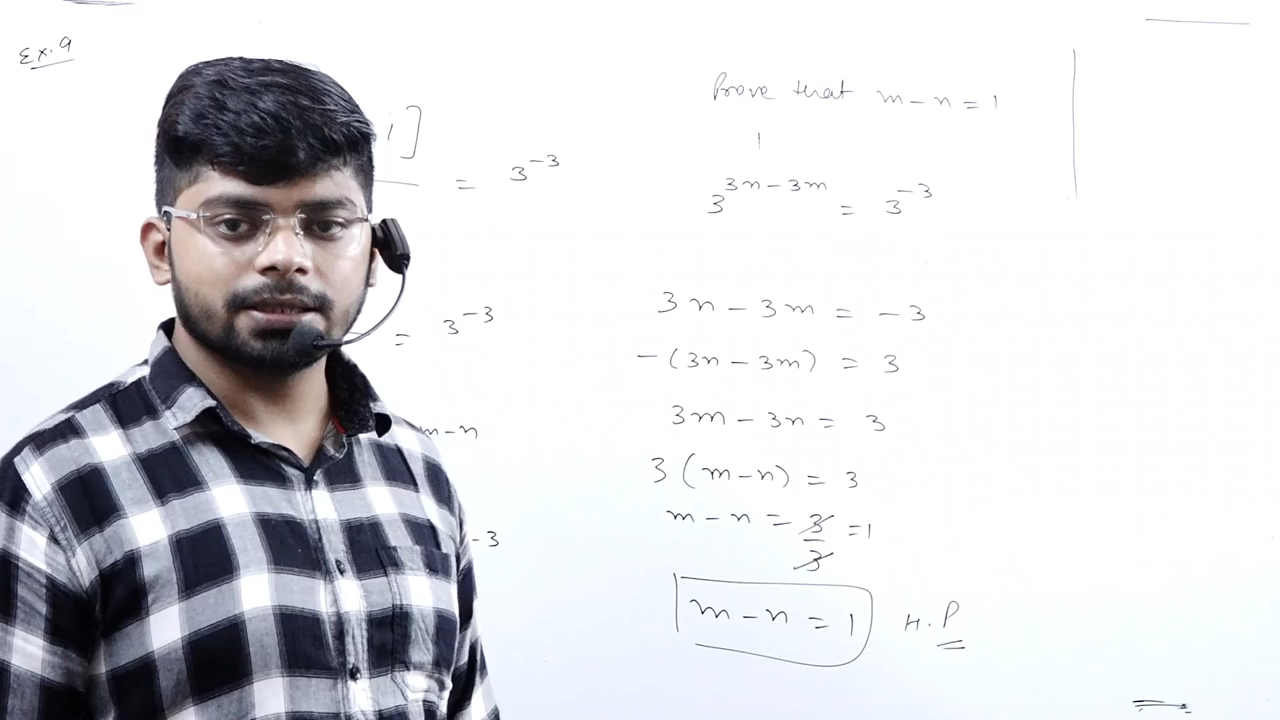 Ex.9
i]
= 3^{-3}
= 3^{-3}
m-n
-3
Prove that m-n=1
3^{3n-3m} = 3^{-3}
3n-3m = -3
-(3n-3m) = 3
3m-3n = 3
3(m-n) = 3
m-n = 3/3 = 1
m-n = 1 H.P